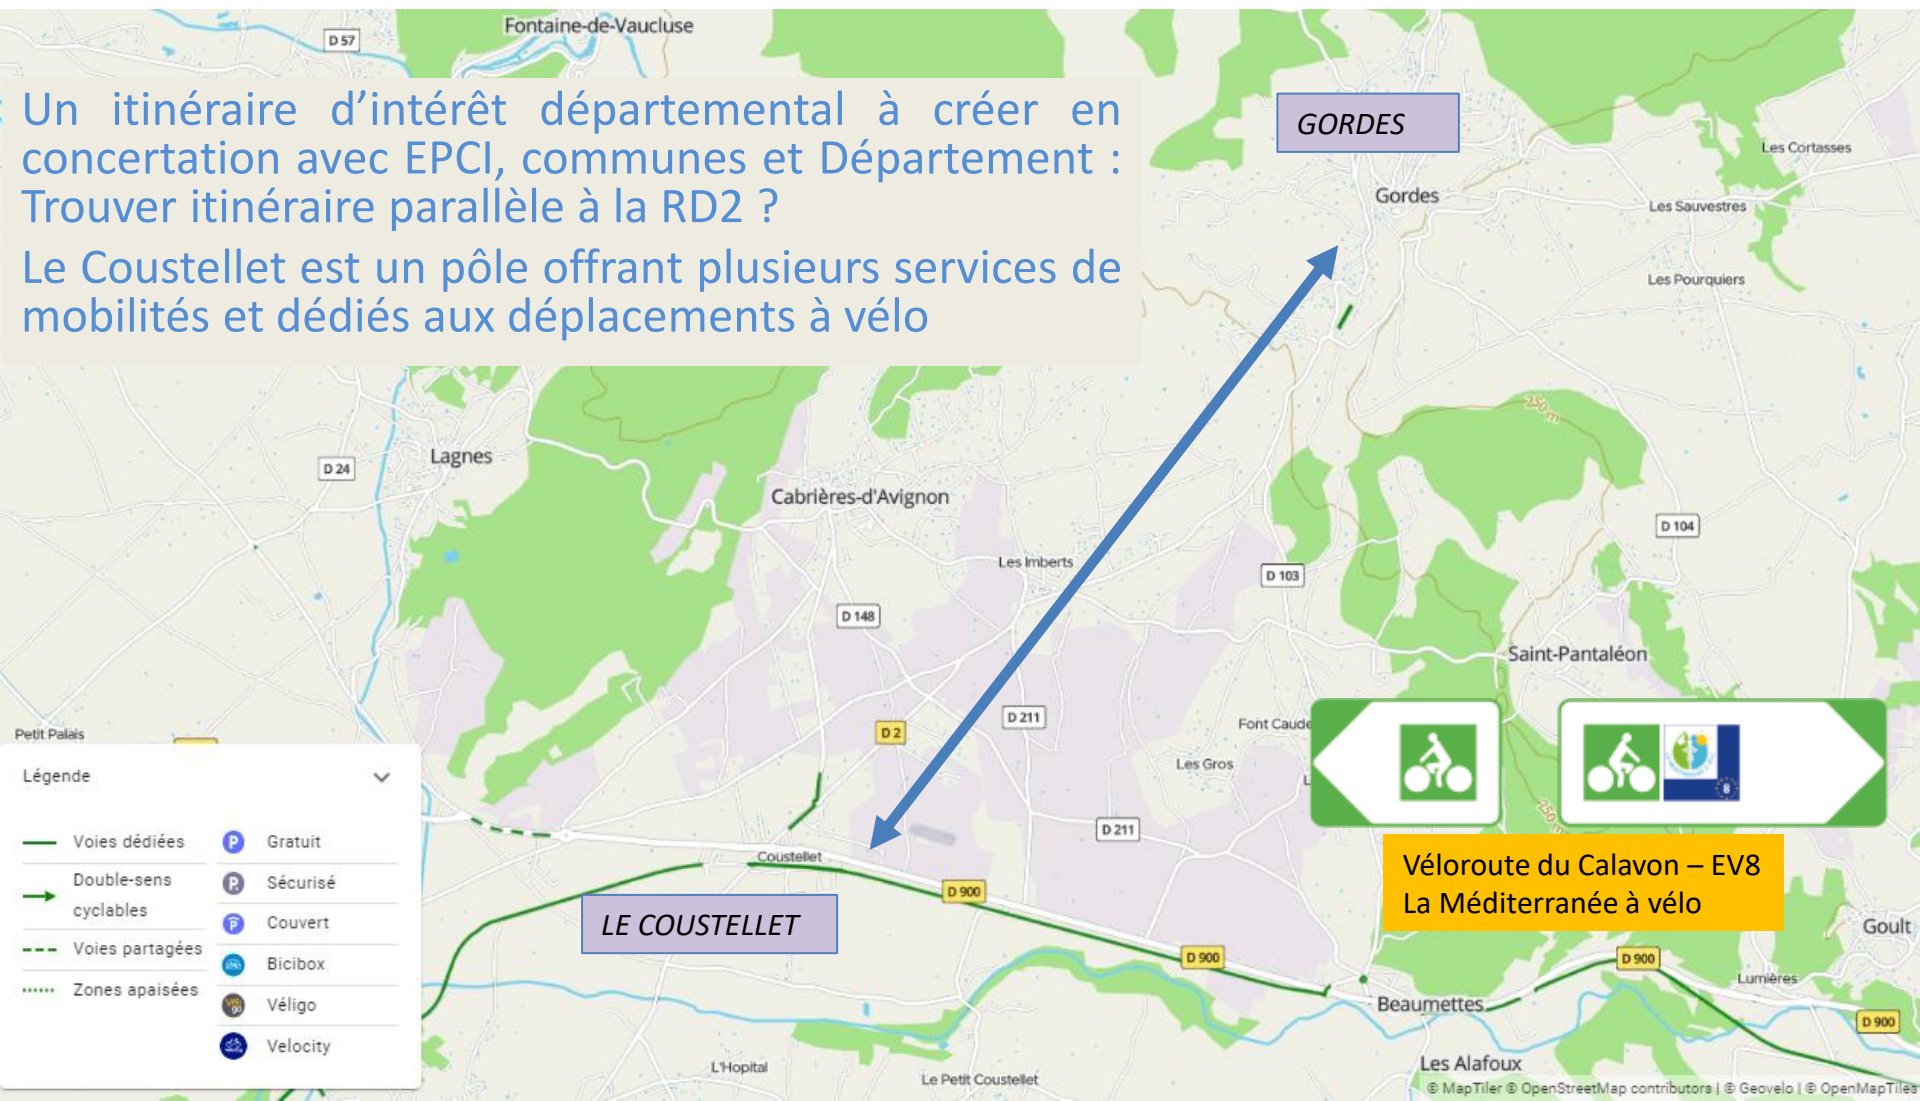 Fontaine-de-Vaucluse
D 57
Un itinéraire d'intérêt départemental à créer en
concertation avec EPCI, communes et Département :
Trouver itinéraire parallèle à la RD2 ?
Le Coustellet est un pôle offrant plusieurs services de
mobilités et dédiés aux déplacements à vélo
GORDES
Les Cortasses
Gordes
Les Sauvestres
Les Pourquiers
250 m
Lagnes
D 24
Cabrières-d'Avignon
D 104
Les Imberts
D 103
D 148
Saint-Pantaléon
D 211
D 2
Font Caude
Petit Palais
Les Gros
L
8
250 m
D 211
Coustellet
D 900
LE COUSTELLET
Véloroute du Calavon – EV8
La Méditerranée à vélo
Goult
D 900
D 900
Lumières
Beaumettes
D 900
Les Alafoux
L'Hopital
Le Petit Coustellet
Légende
Voies dédiées
Double-sens
cyclables
Voies partagées
Zones apaisées
P Gratuit
P Sécurisé
P Couvert
Bicibox
Véligo
Velocity
© MapTiler © OpenStreetMap contributors | © Geovelo | © OpenMapTiles